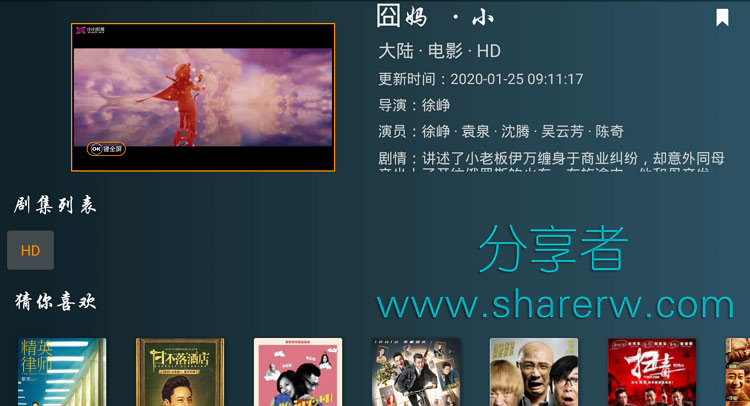 囧妈 · 小
大陆 · 电影 · HD
更新时间：2020-01-25 09:11:17
导演：徐峥
演员：徐峥 · 袁泉 · 沈腾 · 吴云芳 · 陈奇
剧情：讲述了小老板伊万缠身于商业纠纷，却意外同母
OK键全屏
剧集列表
HD
分享者
www.sharerw.com
猜你喜欢
精英律师
日不落酒店
扫毒